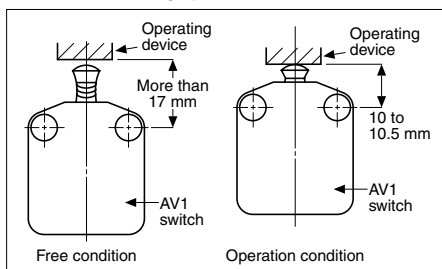 Operating
device
More than
17 mm
AV1
switch
Free condition
Operating
device
10 to
10.5 mm
AV1
switch
Operation condition